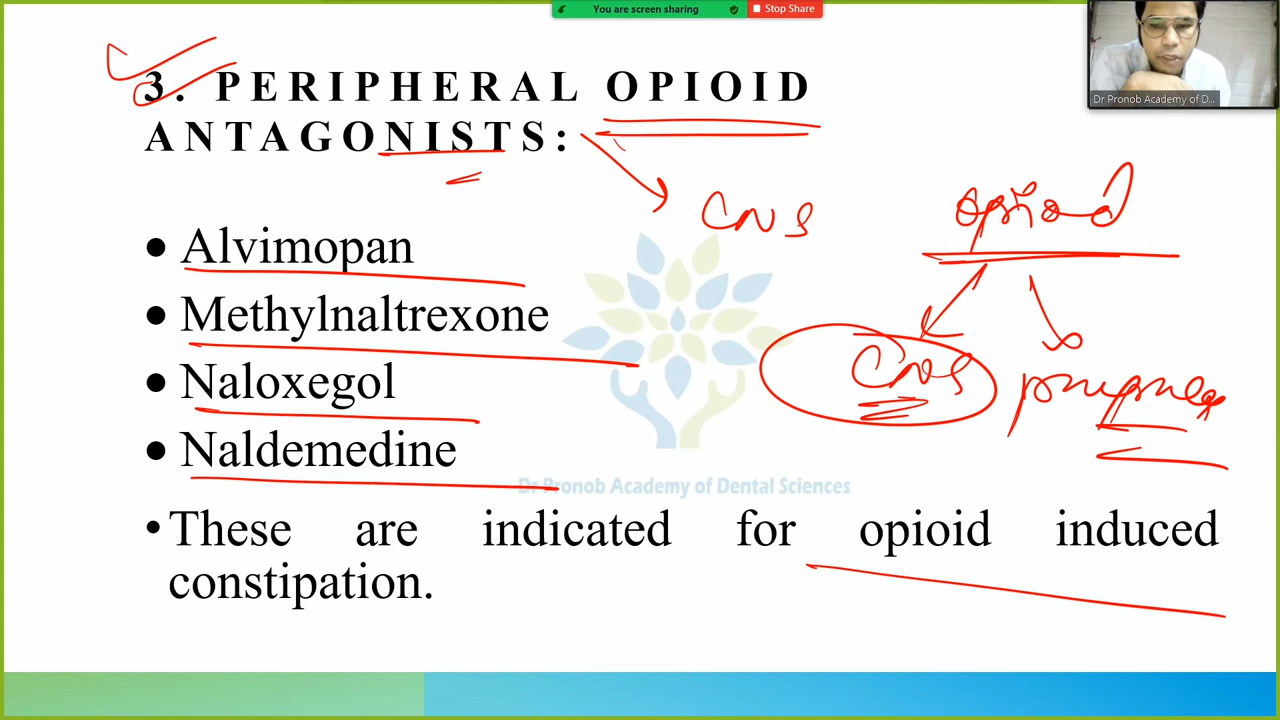 You are screen sharing
Stop Share
Dr Pronob Academy of D...
3. PERIPHERAL OPIOID
ANTAGONISTS:
CNS
opioid
• Alvimopan
• Methylnaltrexone
CNS
• Naloxegol
• Naldemedine
Dr Pronob Academy of Dental Sciences
• These are indicated for opioid induced
constipation.